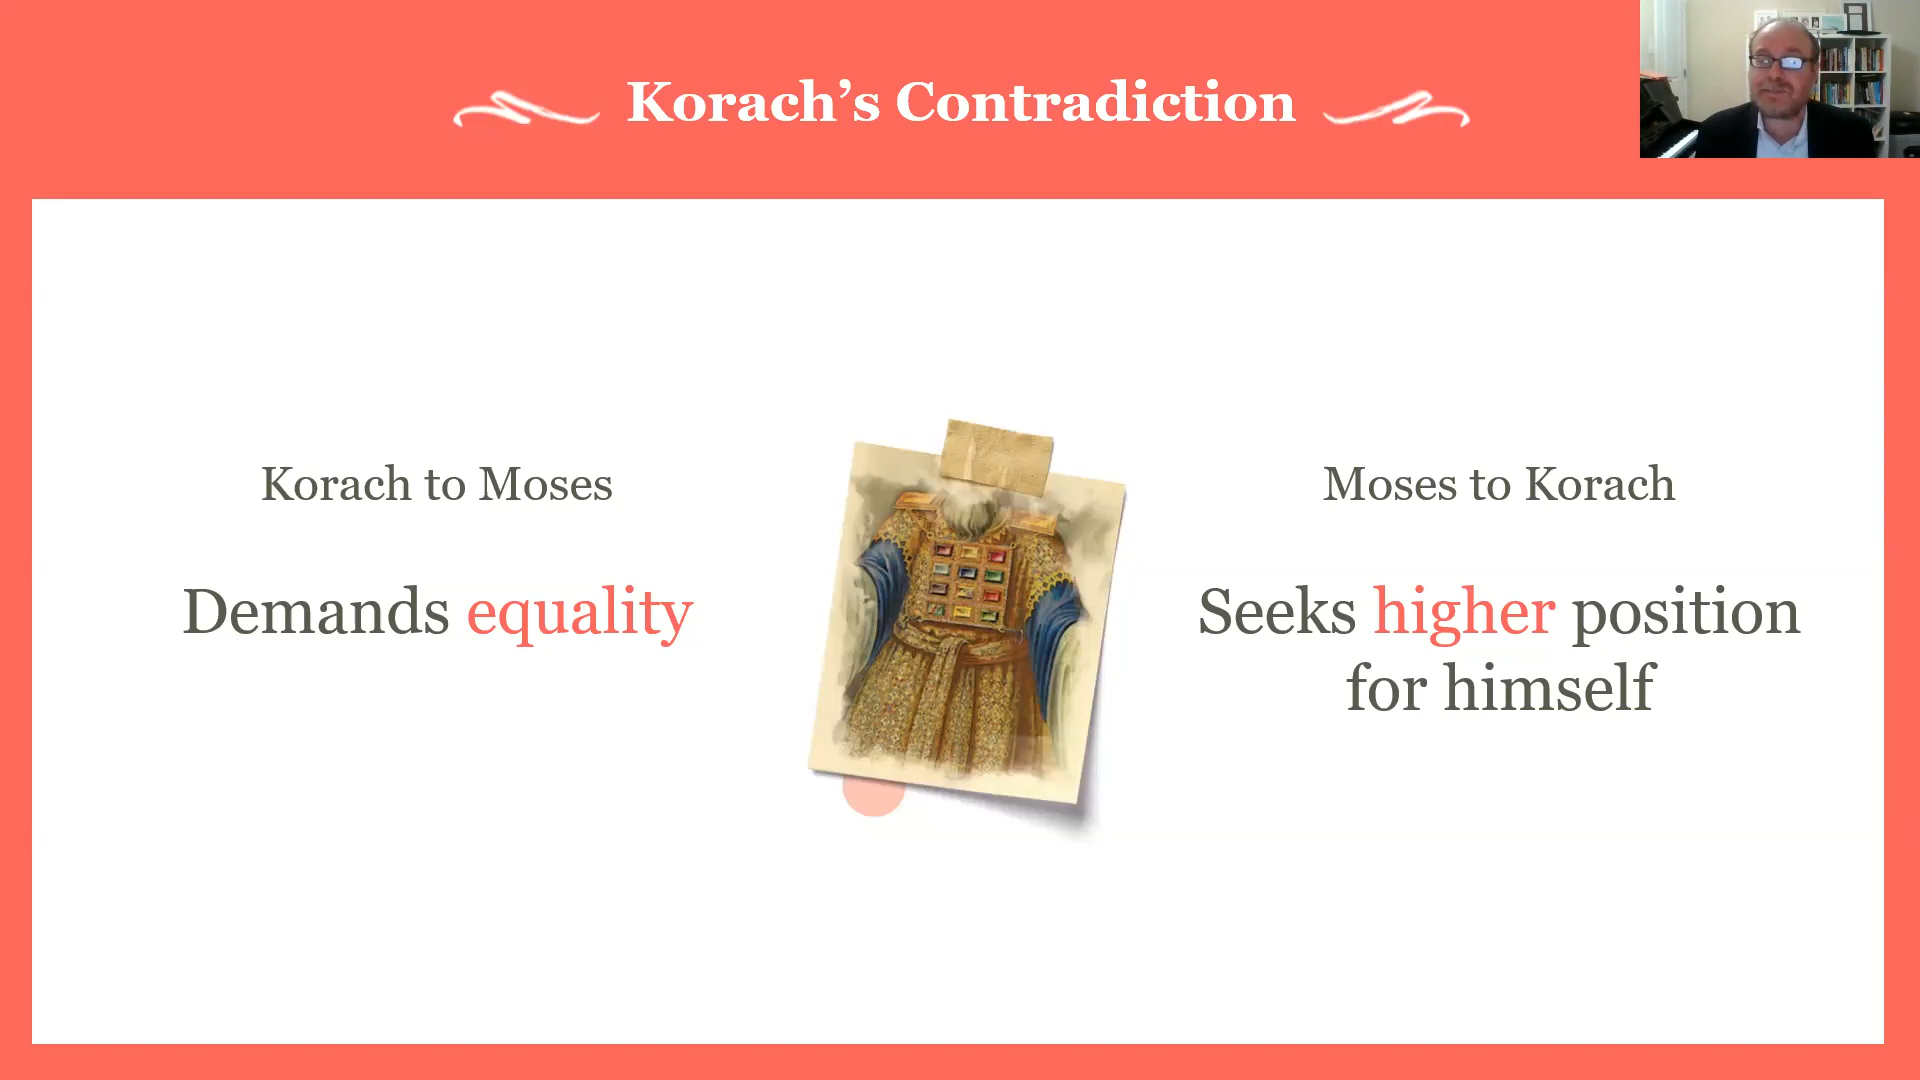 Korach’s Contradiction
Korach to Moses
Demands equality
Moses to Korach
Seeks higher position
for himself